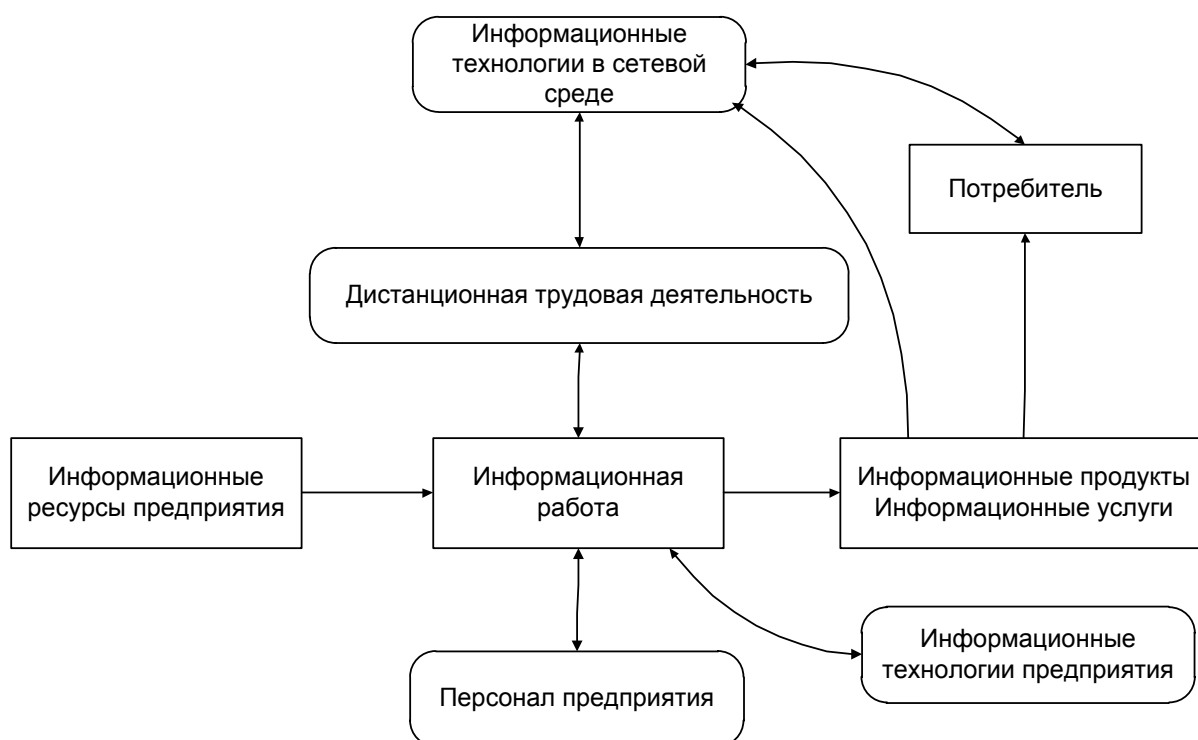 Информационные
технологии в сетевой
среде
Потребитель
Дистанционная трудовая деятельность
Информационные
ресурсы предприятия
Информационная
работа
Информационные продукты
Информационные услуги
Информационные
технологии предприятия
Персонал предприятия